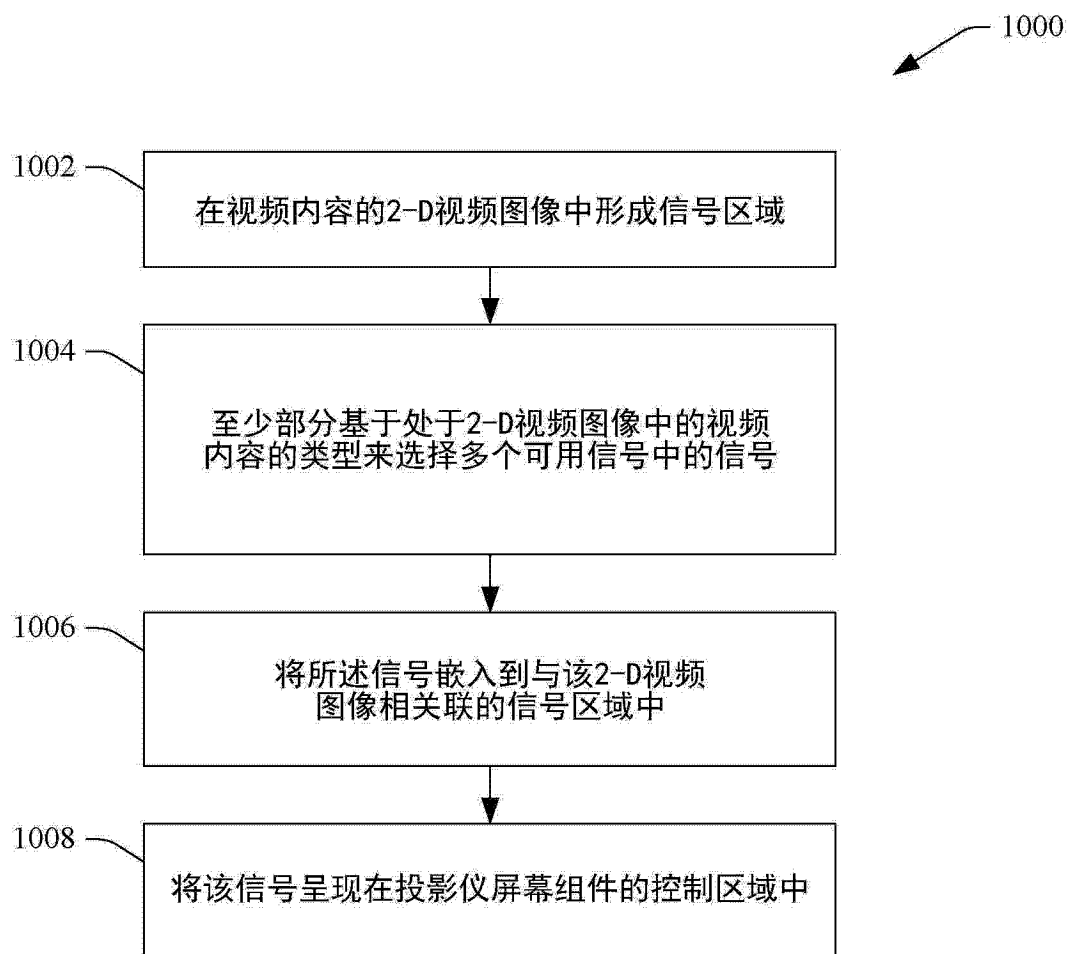 1000
1002
在视频内容的2-D视频图像中形成信号区域
1004
至少部分基于处于2-D视频图像中的视频
内容的类型来选择多个可用信号中的信号
1006
将所述信号嵌入到与该2-D视频
图像相关联的信号区域中
1008
将该信号呈现在投影仪屏幕组件的控制区域中